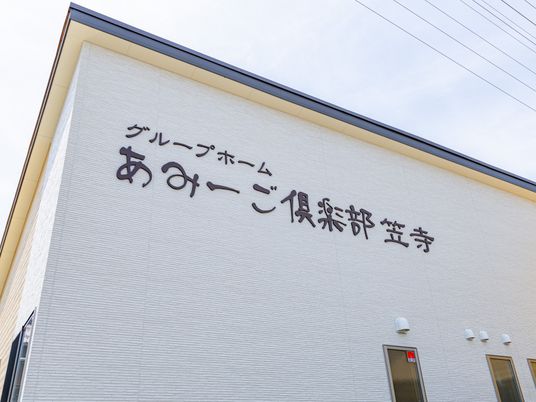 グループホーム
あみーご倶楽部 笠寺